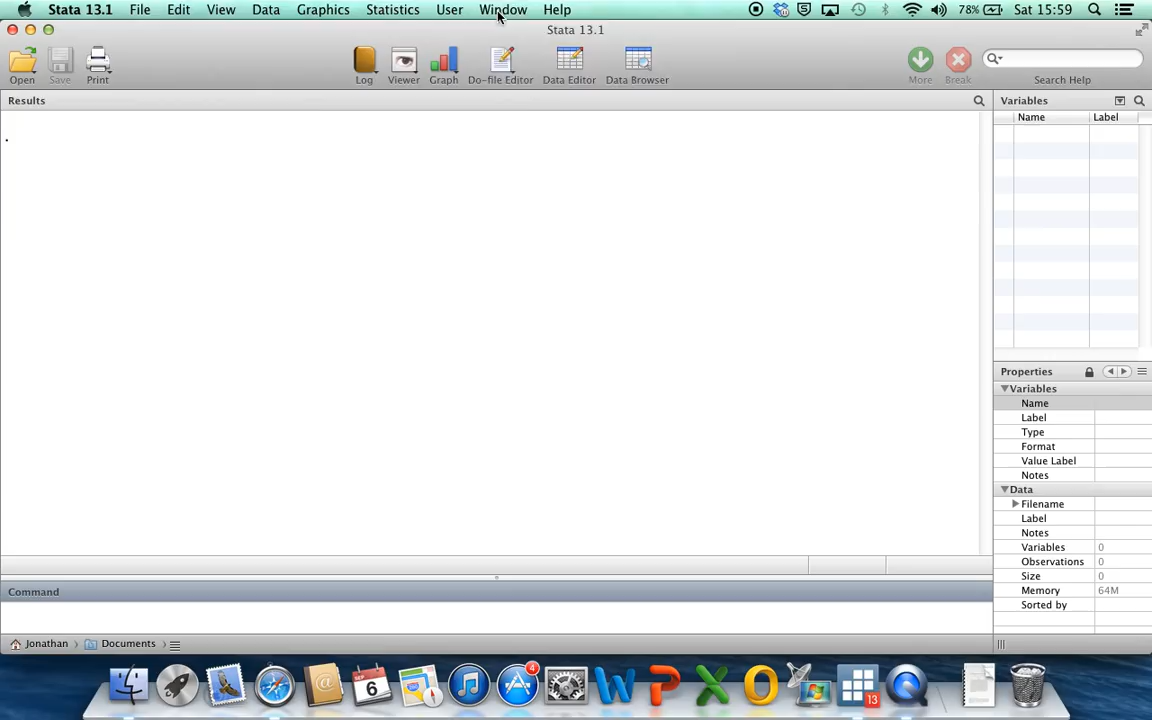 Stata 13.1 File Edit View Data Graphics Statistics User Window Help 78% Sat 15:59
Stata 13.1
Open Save Print Log Viewer Graph Do-file Editor Data Editor Data Browser More Break Search Help
Results
.
Variables
Name Label
Properties
Variables
Name
Label
Type
Format
Value Label
Notes
Data
Filename
Label
Notes
Variables 0
Observations 0
Size 0
Memory 64M
Sorted by
Command
Jonathan Documents
SEP
6
4
13